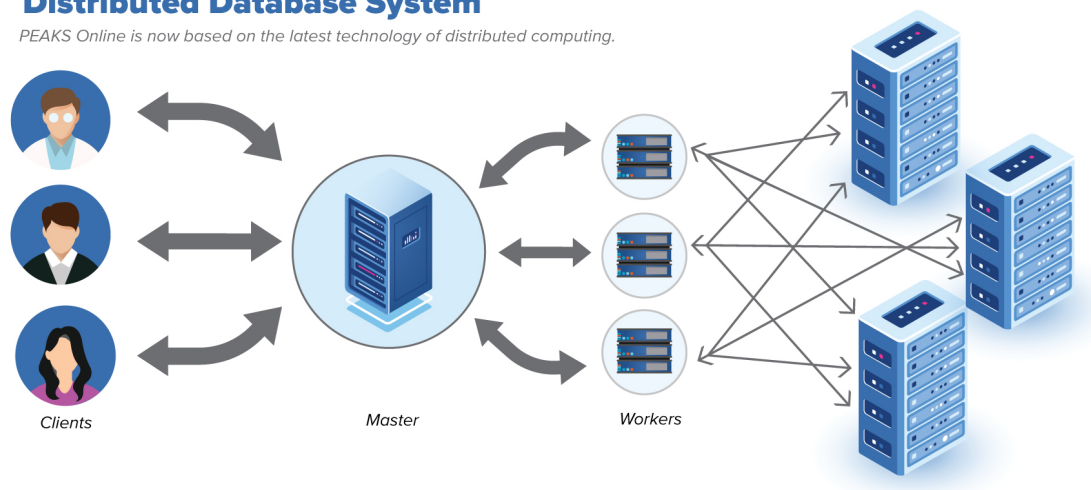 Distributed Database System
PEAKS Online is now based on the latest technology of distributed computing.
Clients
Master
Workers